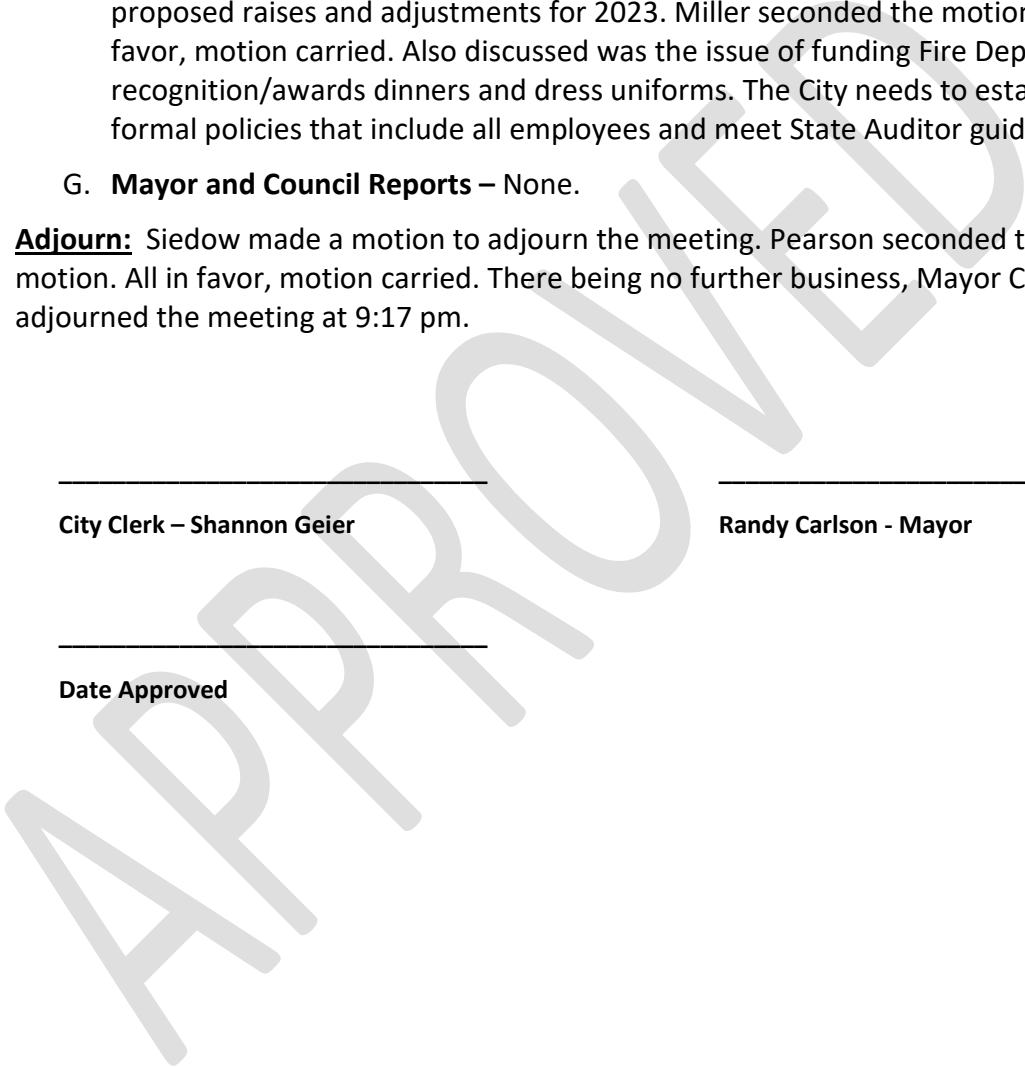 proposed raises and adjustments for 2023. Miller seconded the motion
favor, motion carried. Also discussed was the issue of funding Fire Dep
recognition/awards dinners and dress uniforms. The City needs to esta
formal policies that include all employees and meet State Auditor guid
G. Mayor and Council Reports – None.
Adjourn: Siedow made a motion to adjourn the meeting. Pearson seconded t
motion. All in favor, motion carried. There being no further business, Mayor C
adjourned the meeting at 9:17 pm.
City Clerk – Shannon Geier Randy Carlson - Mayor
Date Approved
APPROVED